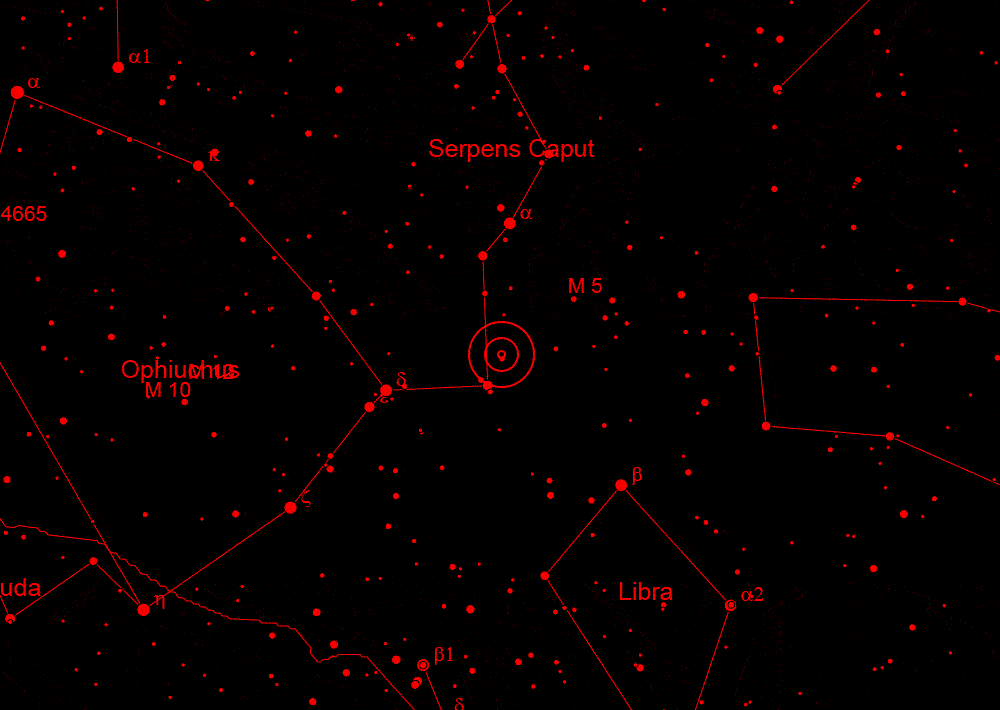 α1
α
κ
Serpens Caput
4665
α
M 5
Ophiuchus
M 10
δ
ε
β
ζ
uda
η
Libra
α2
β1
δ